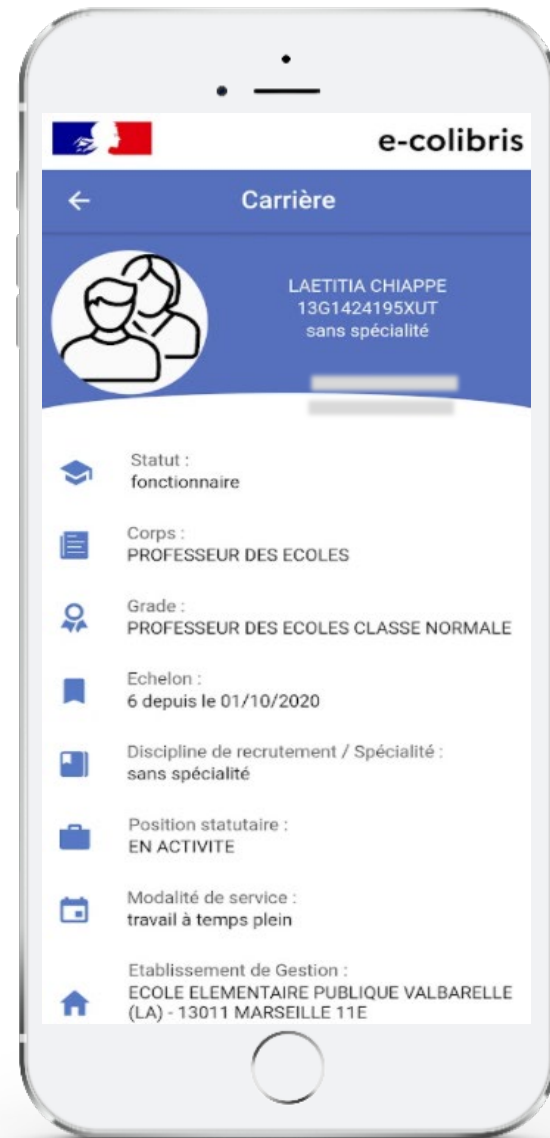 e-colibris
Carrière
LAETITIA CHIAPPE
13G1424195XUT
sans spécialité
Statut :
fonctionnaire
Corps :
PROFESSEUR DES ECOLES
Grade :
PROFESSEUR DES ECOLES CLASSE NORMALE
Echelon :
6 depuis le 01/10/2020
Discipline de recrutement / Spécialité :
sans spécialité
Position statutaire :
EN ACTIVITE
Modalité de service :
travail à temps plein
Etablissement de Gestion :
ECOLE ELEMENTAIRE PUBLIQUE VALBARELLE
(LA) - 13011 MARSEILLE 11E